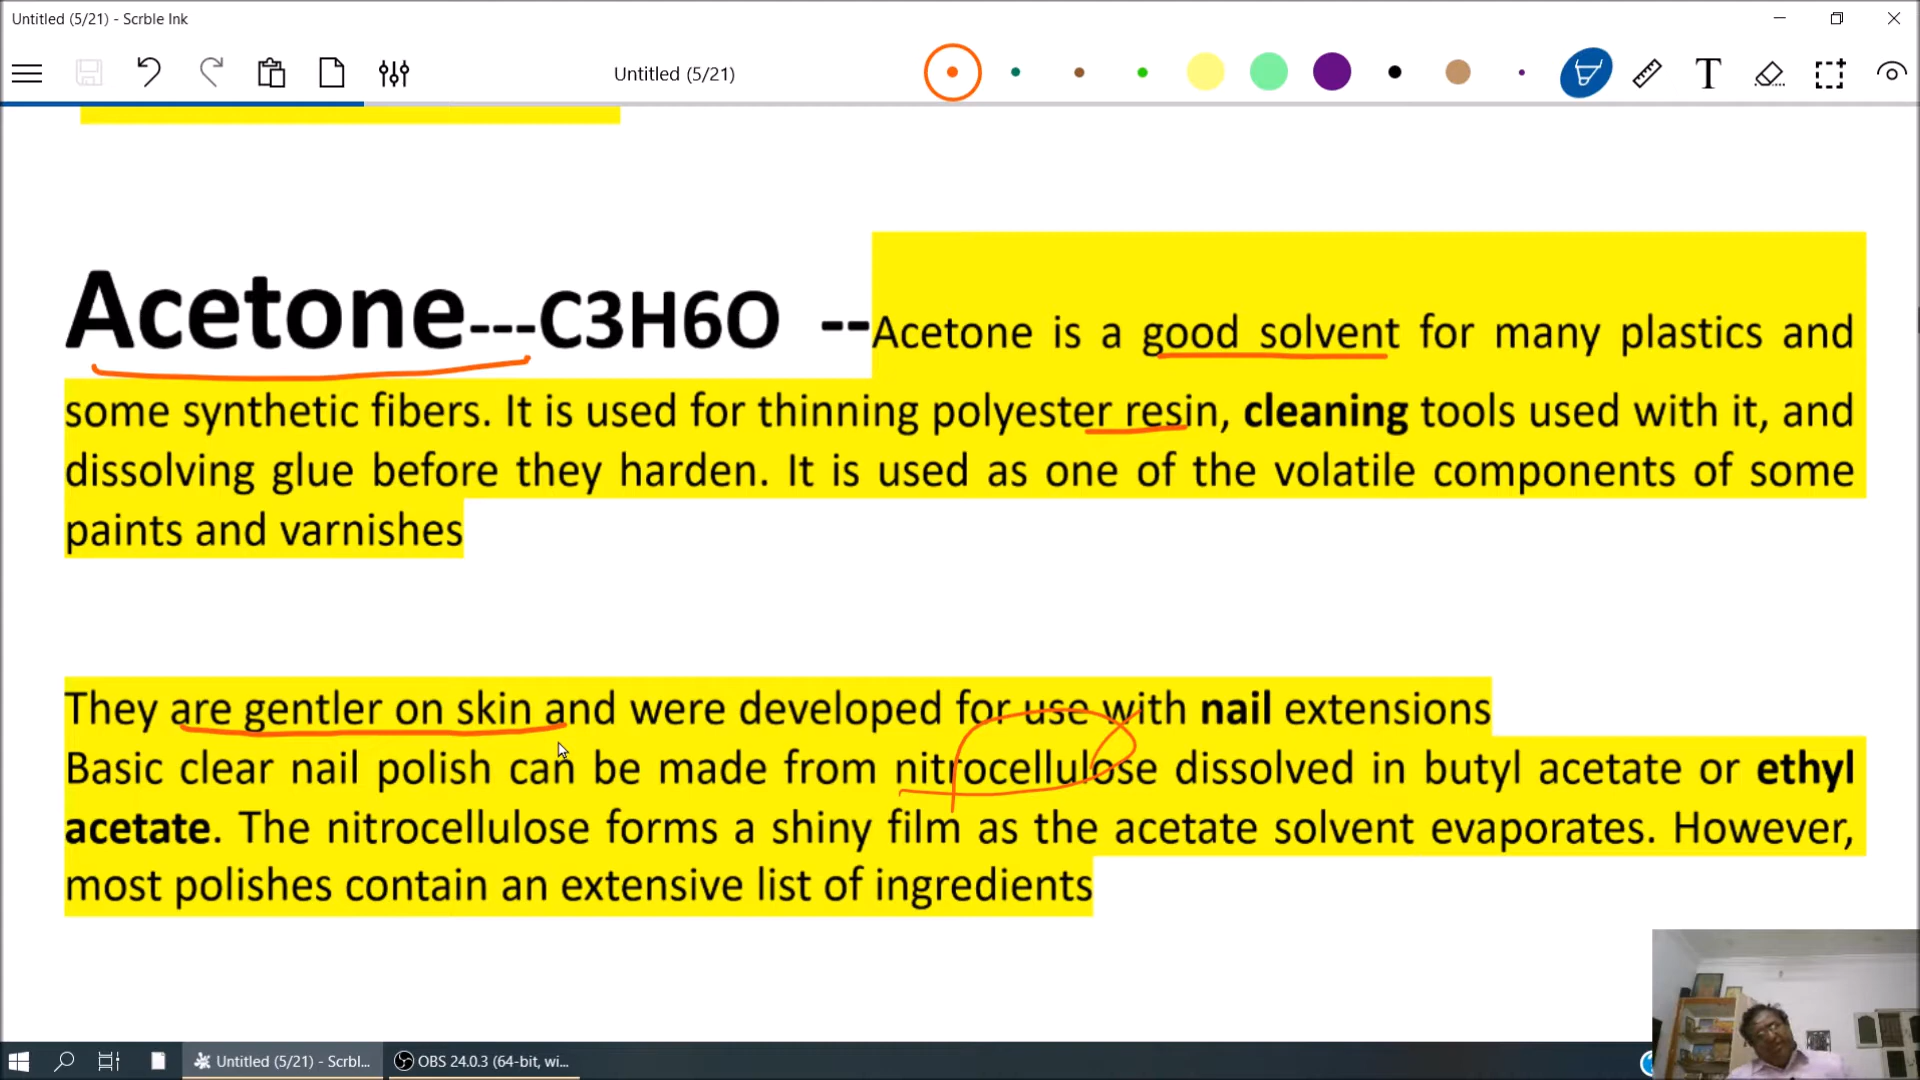 Untitled (5/21) - Scrble Ink
Untitled (5/21)
T
Acetone---C3H6O --Acetone is a good solvent for many plastics and
some synthetic fibers. It is used for thinning polyester resin, cleaning tools used with it, and
dissolving glue before they harden. It is used as one of the volatile components of some
paints and varnishes
They are gentler on skin and were developed for use with nail extensions
Basic clear nail polish can be made from nitrocellulose dissolved in butyl acetate or ethyl
acetate. The nitrocellulose forms a shiny film as the acetate solvent evaporates. However,
most polishes contain an extensive list of ingredients
Untitled (5/21) - Scrbl...
OBS 24.0.3 (64-bit, wi...